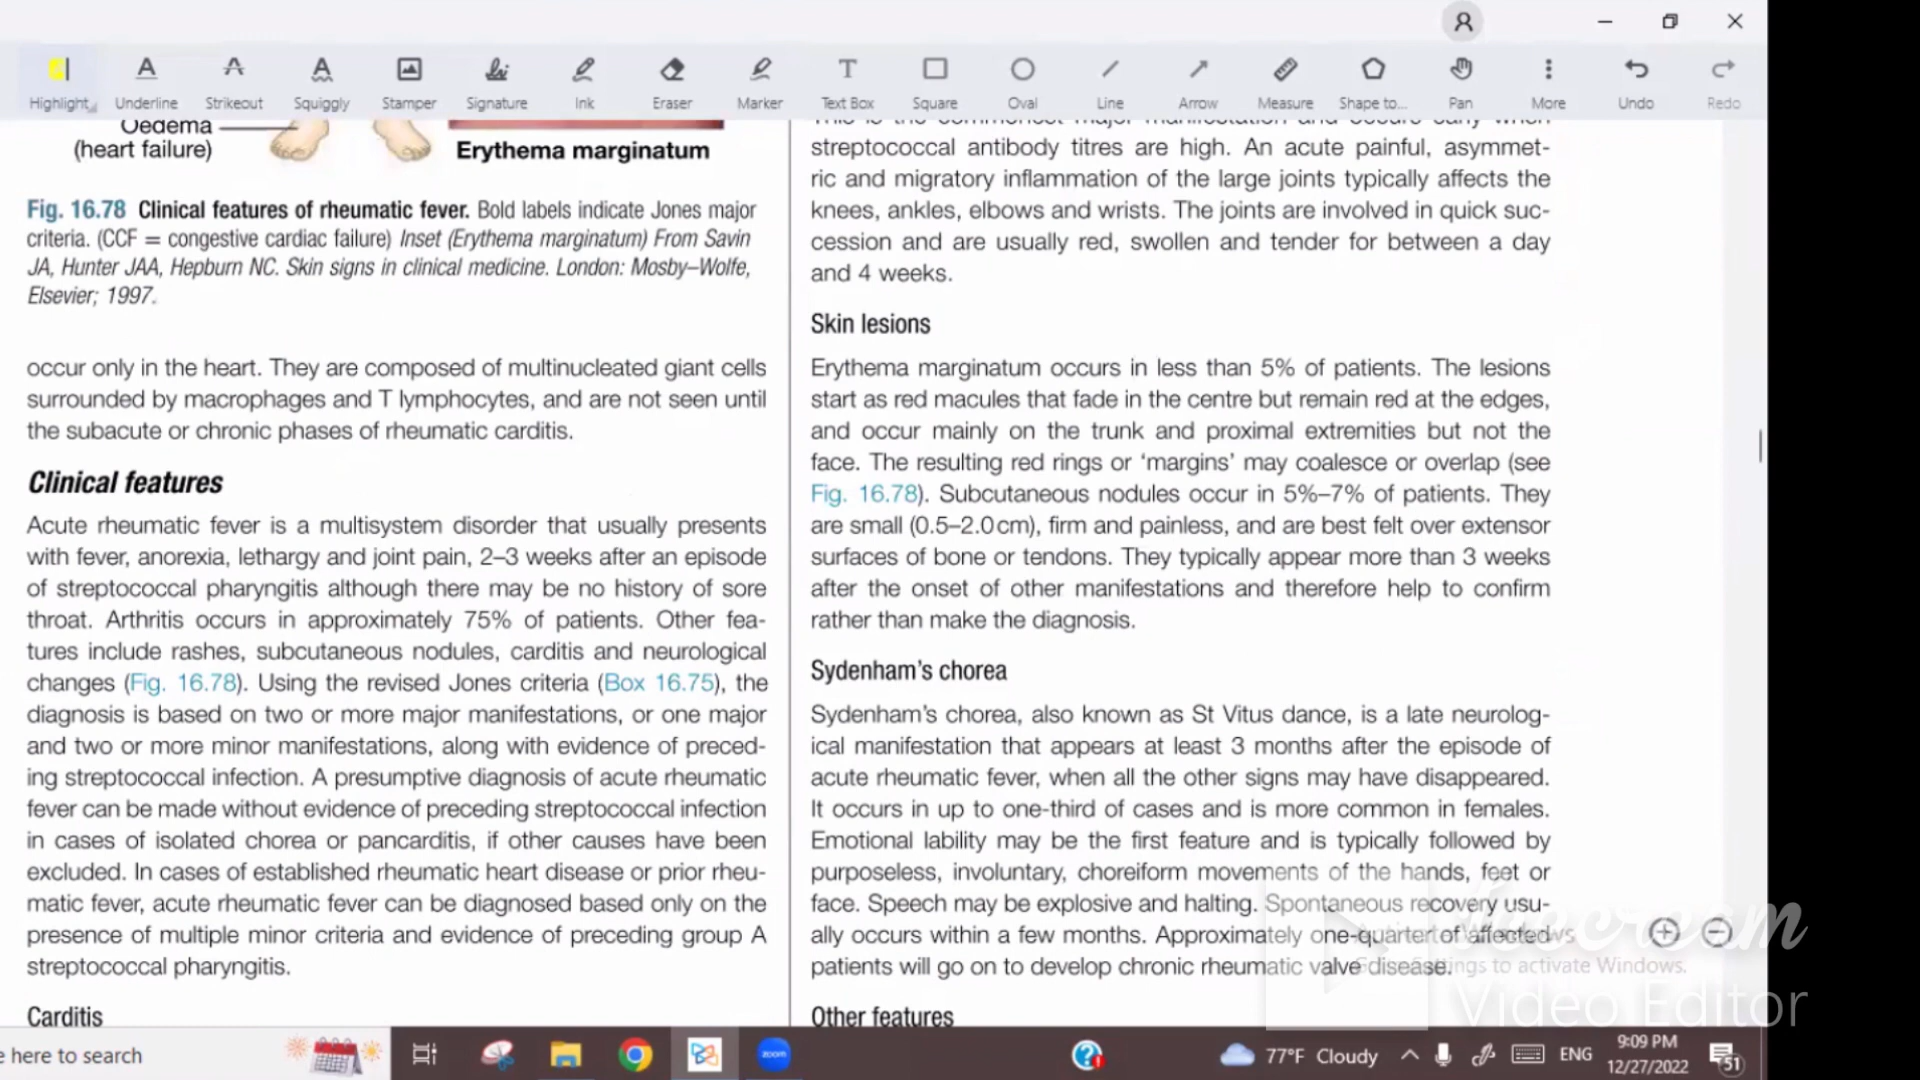 Highlight Underline Strikeout Squiggly Stamper Signature Ink Eraser Marker Text Box Square Oval Line Arrow Measure Shape to... Pan More Undo Redo
Oedema
(heart failure)
Erythema marginatum
Fig. 16.78 Clinical features of rheumatic fever. Bold labels indicate Jones major
criteria. (CCF = congestive cardiac failure) Inset (Erythema marginatum) From Savin
JA, Hunter JAA, Hepburn NC. Skin signs in clinical medicine. London: Mosby–Wolfe,
Elsevier; 1997.
occur only in the heart. They are composed of multinucleated giant cells
surrounded by macrophages and T lymphocytes, and are not seen until
the subacute or chronic phases of rheumatic carditis.
Clinical features
Acute rheumatic fever is a multisystem disorder that usually presents
with fever, anorexia, lethargy and joint pain, 2–3 weeks after an episode
of streptococcal pharyngitis although there may be no history of sore
throat. Arthritis occurs in approximately 75% of patients. Other fea-
tures include rashes, subcutaneous nodules, carditis and neurological
changes (Fig. 16.78). Using the revised Jones criteria (Box 16.75), the
diagnosis is based on two or more major manifestations, or one major
and two or more minor manifestations, along with evidence of preced-
ing streptococcal infection. A presumptive diagnosis of acute rheumatic
fever can be made without evidence of preceding streptococcal infection
in cases of isolated chorea or pancarditis, if other causes have been
excluded. In cases of established rheumatic heart disease or prior rheu-
matic fever, acute rheumatic fever can be diagnosed based only on the
presence of multiple minor criteria and evidence of preceding group A
streptococcal pharyngitis.
Carditis
This is the commonest major manifestation and occurs early when
streptococcal antibody titres are high. An acute painful, asymmet-
ric and migratory inflammation of the large joints typically affects the
knees, ankles, elbows and wrists. The joints are involved in quick suc-
cession and are usually red, swollen and tender for between a day
and 4 weeks.
Skin lesions
Erythema marginatum occurs in less than 5% of patients. The lesions
start as red macules that fade in the centre but remain red at the edges,
and occur mainly on the trunk and proximal extremities but not the
face. The resulting red rings or ‘margins’ may coalesce or overlap (see
Fig. 16.78). Subcutaneous nodules occur in 5%–7% of patients. They
are small (0.5–2.0 cm), firm and painless, and are best felt over extensor
surfaces of bone or tendons. They typically appear more than 3 weeks
after the onset of other manifestations and therefore help to confirm
rather than make the diagnosis.
Sydenham’s chorea
Sydenham’s chorea, also known as St Vitus dance, is a late neurolog-
ical manifestation that appears at least 3 months after the episode of
acute rheumatic fever, when all the other signs may have disappeared.
It occurs in up to one-third of cases and is more common in females.
Emotional lability may be the first feature and is typically followed by
purposeless, involuntary, choreiform movements of the hands, feet or
face. Speech may be explosive and halting. Spontaneous recovery usu-
ally occurs within a few months. Approximately one-quarter of affected
patients will go on to develop chronic rheumatic valve disease.
Other features
Settings to activate Windows.
Icecream
Video Editor
e here to search
zoom
77°F Cloudy
ENG
9:09 PM
12/27/2022
51